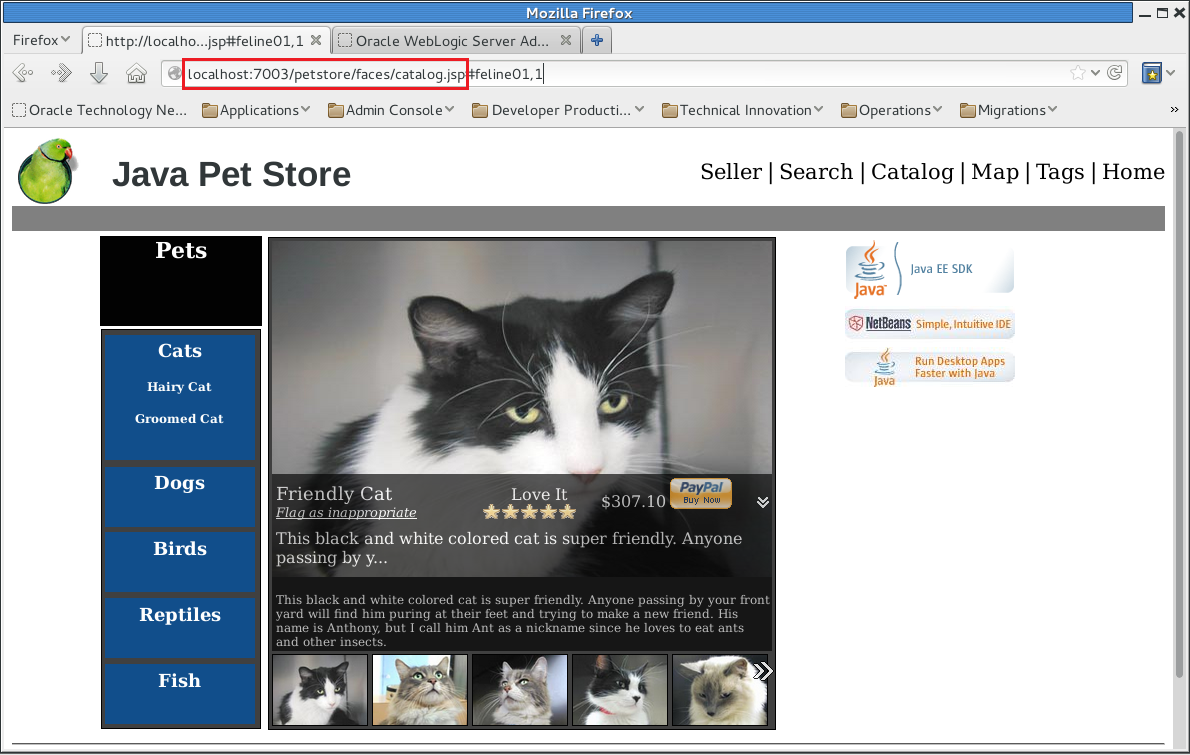 Mozilla Firefox
Firefox
http://localho...jsp#feline01,1
Oracle WebLogic Server Ad...
localhost:7003/petstore/faces/catalog.jsp#feline01,1
Oracle Technology Ne...
Applications
Admin Console
Developer Producti...
Technical Innovation
Operations
Migrations
»
Java Pet Store
Seller | Search | Catalog | Map | Tags | Home
Pets
Cats
Hairy Cat
Groomed Cat
Dogs
Birds
Reptiles
Fish
Friendly Cat
Flag as inappropriate
Love It
$307.10
PayPal
Buy Now
This black and white colored cat is super friendly. Anyone
passing by y...
This black and white colored cat is super friendly. Anyone passing by your front
yard will find him puring at their feet and trying to make a new friend. His
name is Anthony, but I call him Ant as a nickname since he loves to eat ants
and other insects.
Java
Java EE SDK
NetBeans
Simple, Intuitive IDE
Java
Run Desktop Apps
Faster with Java